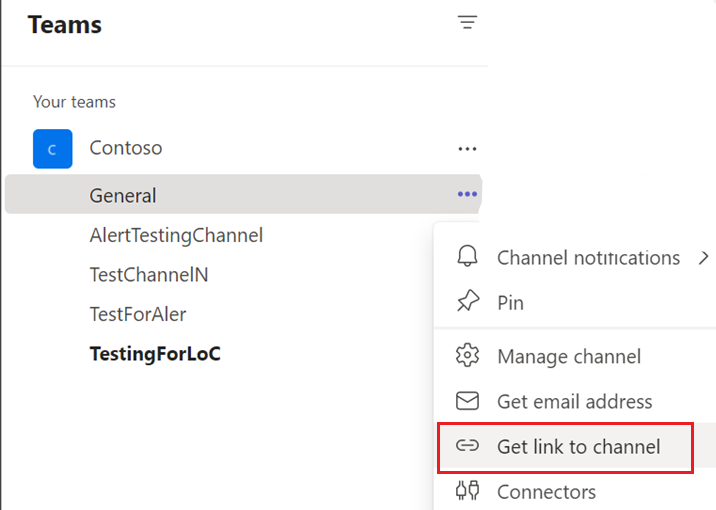 Teams
Your teams
C Contoso ...
General ...
AlertTestingChannel
TestChannelN
TestForAler
TestingForLoC
Channel notifications
Pin
Manage channel
Get email address
Get link to channel
Connectors